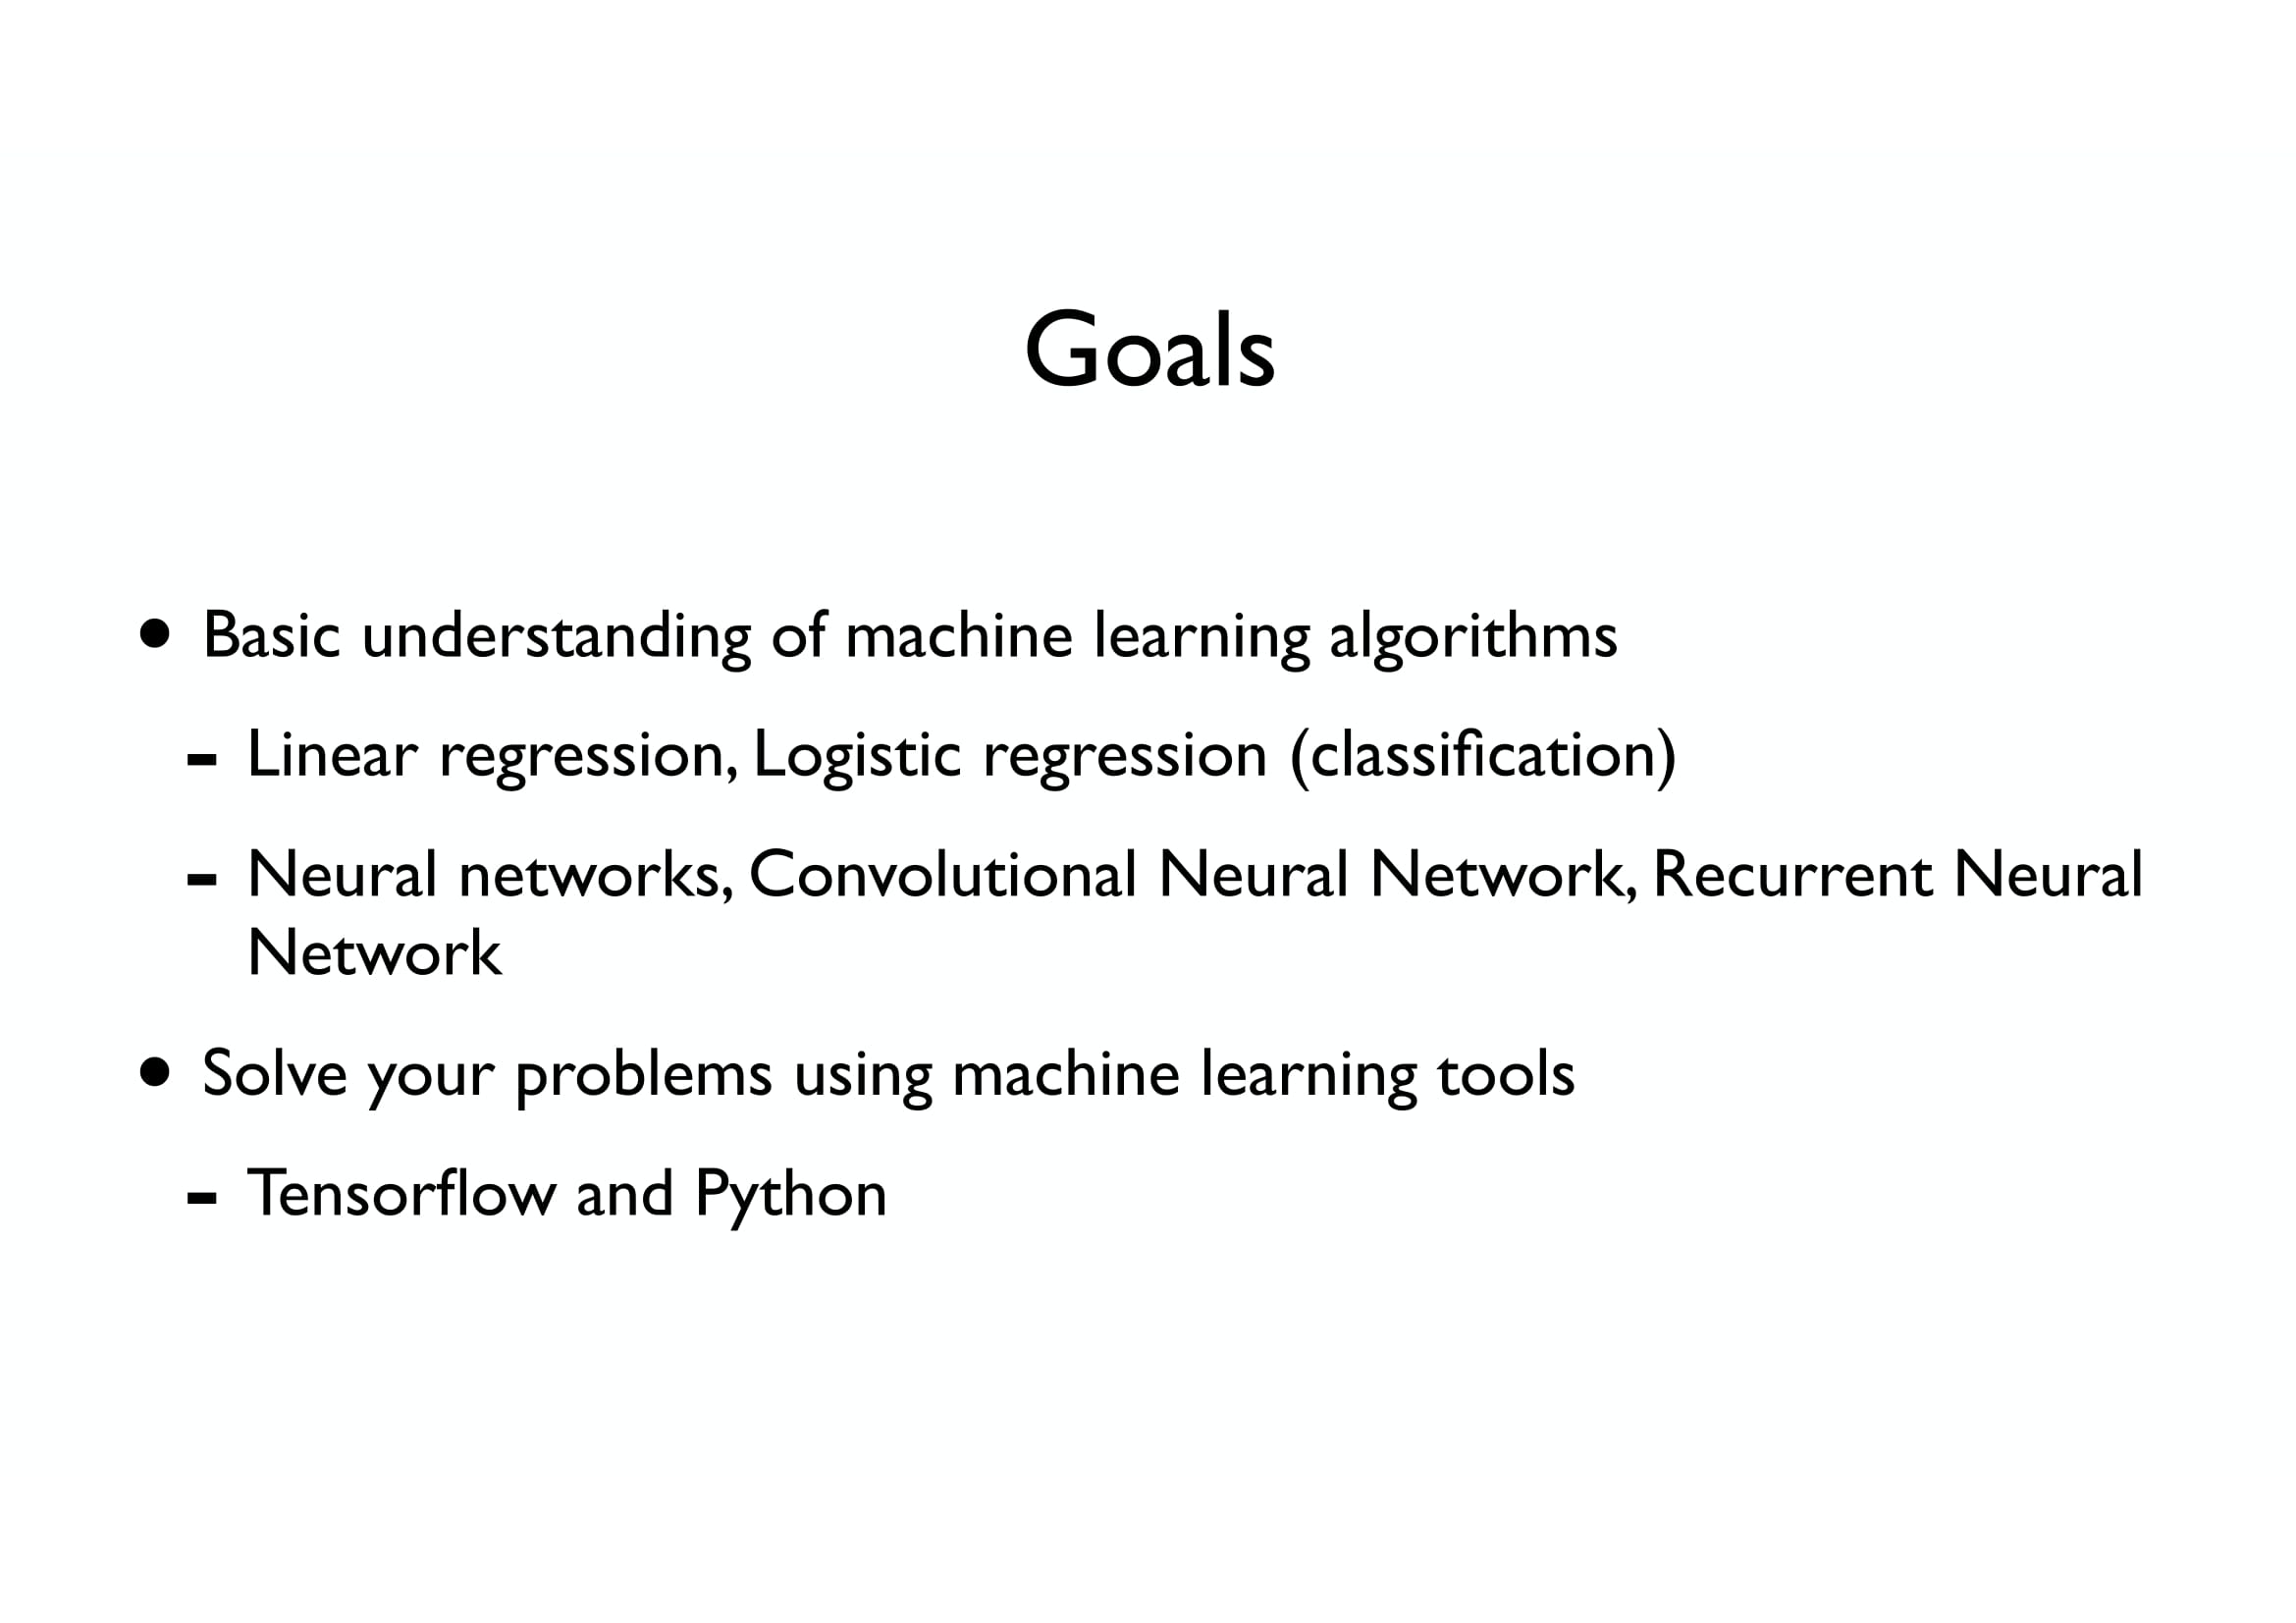 Goals
• Basic understanding of machine learning algorithms
- Linear regression, Logistic regression (classification)
- Neural networks, Convolutional Neural Network, Recurrent Neural
Network
• Solve your problems using machine learning tools
- Tensorflow and Python